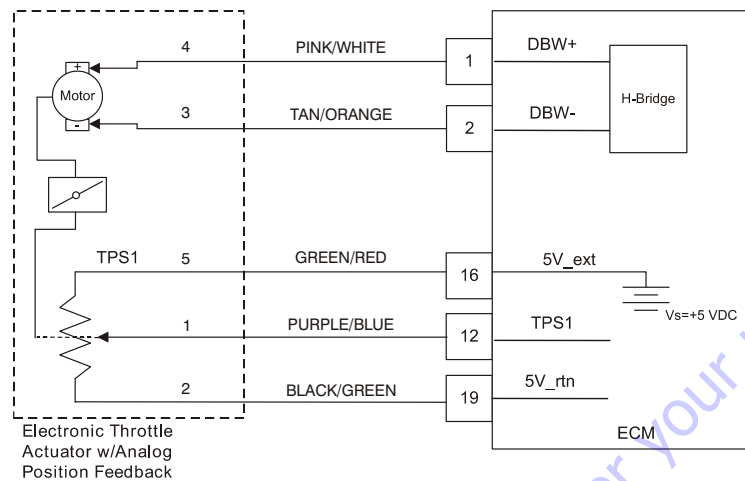 4 PINK/WHITE 1 DBW+
+
Motor
-
H-Bridge
3 TAN/ORANGE 2 DBW-
TPS1 5 GREEN/RED 16 5V_ext
Vs=+5 VDC
1 PURPLE/BLUE 12 TPS1
2 BLACK/GREEN 19 5V_rtn
ECM
Electronic Throttle
Actuator w/Analog
Position Feedback
er your